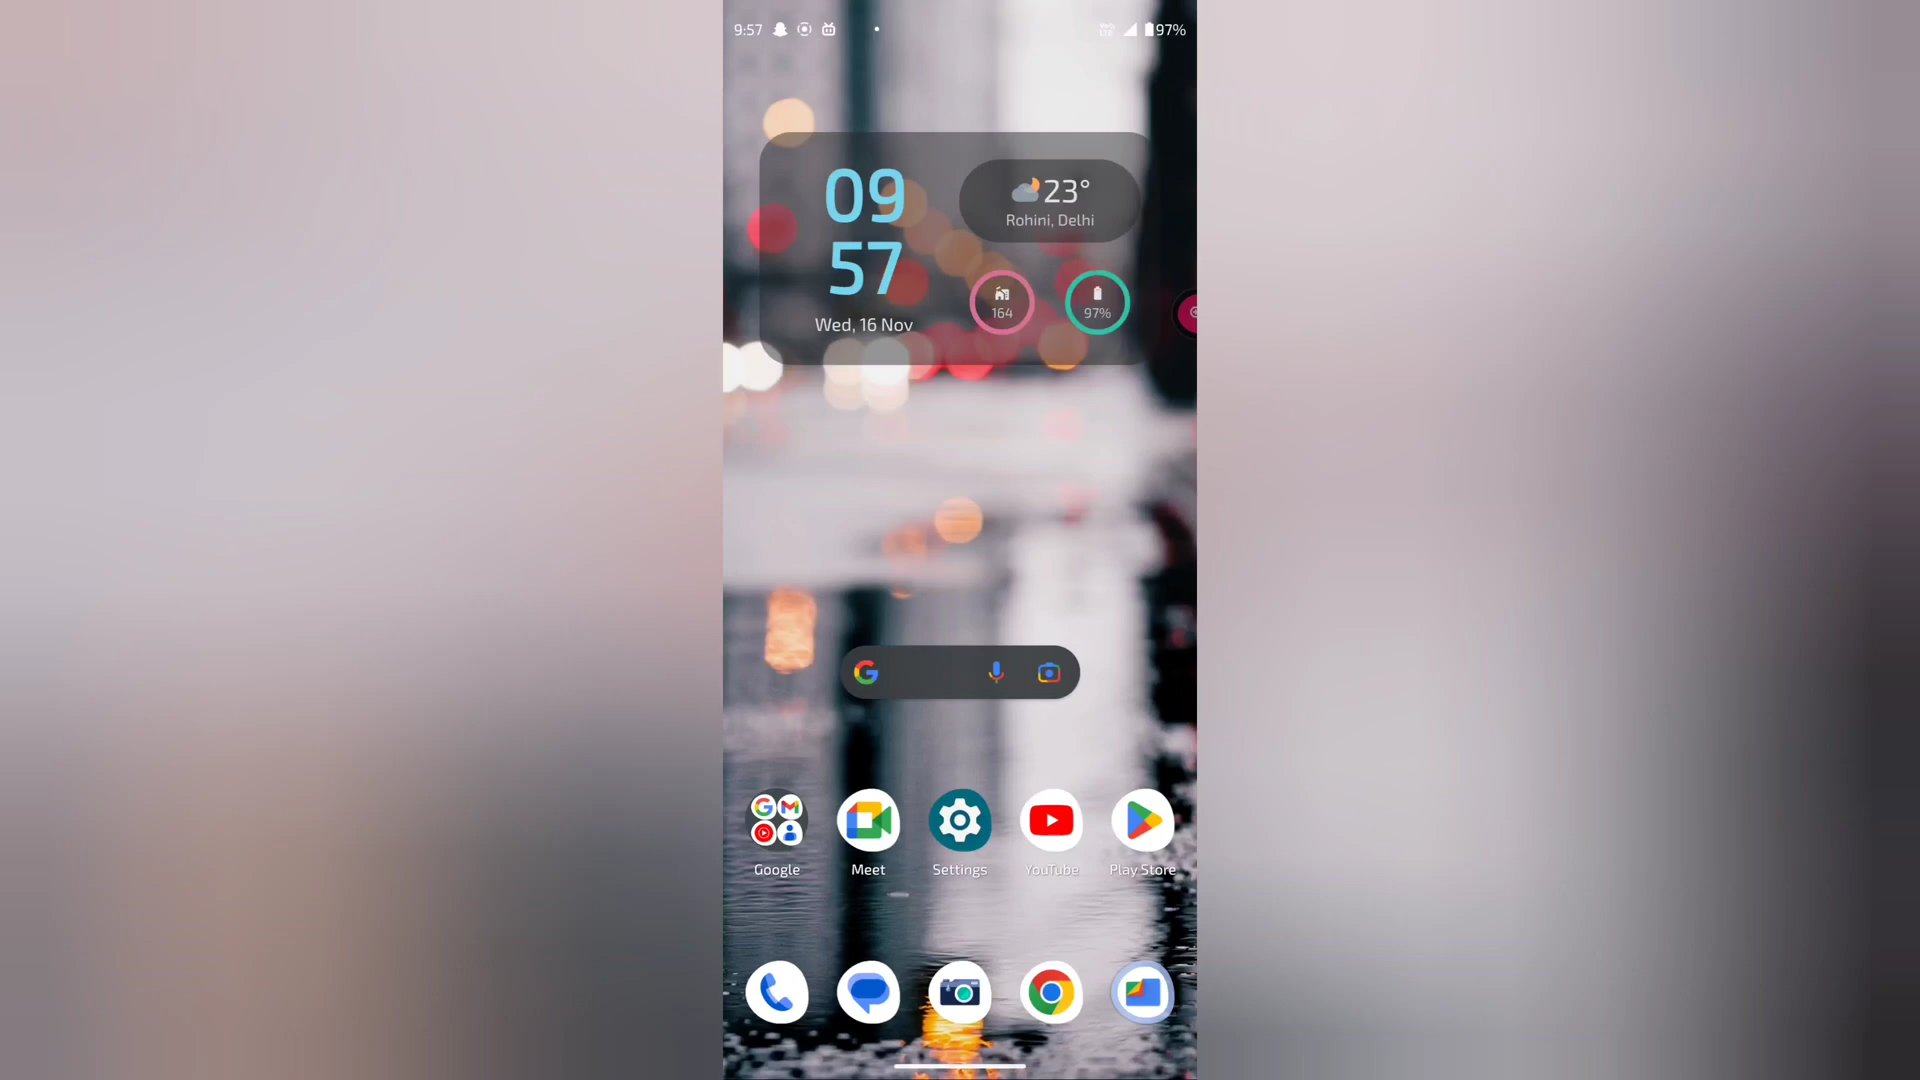 9:57 97%
09
57
Wed, 16 Nov
23°
Rohini, Delhi
164
97%
Google Meet Settings YouTube Play Store